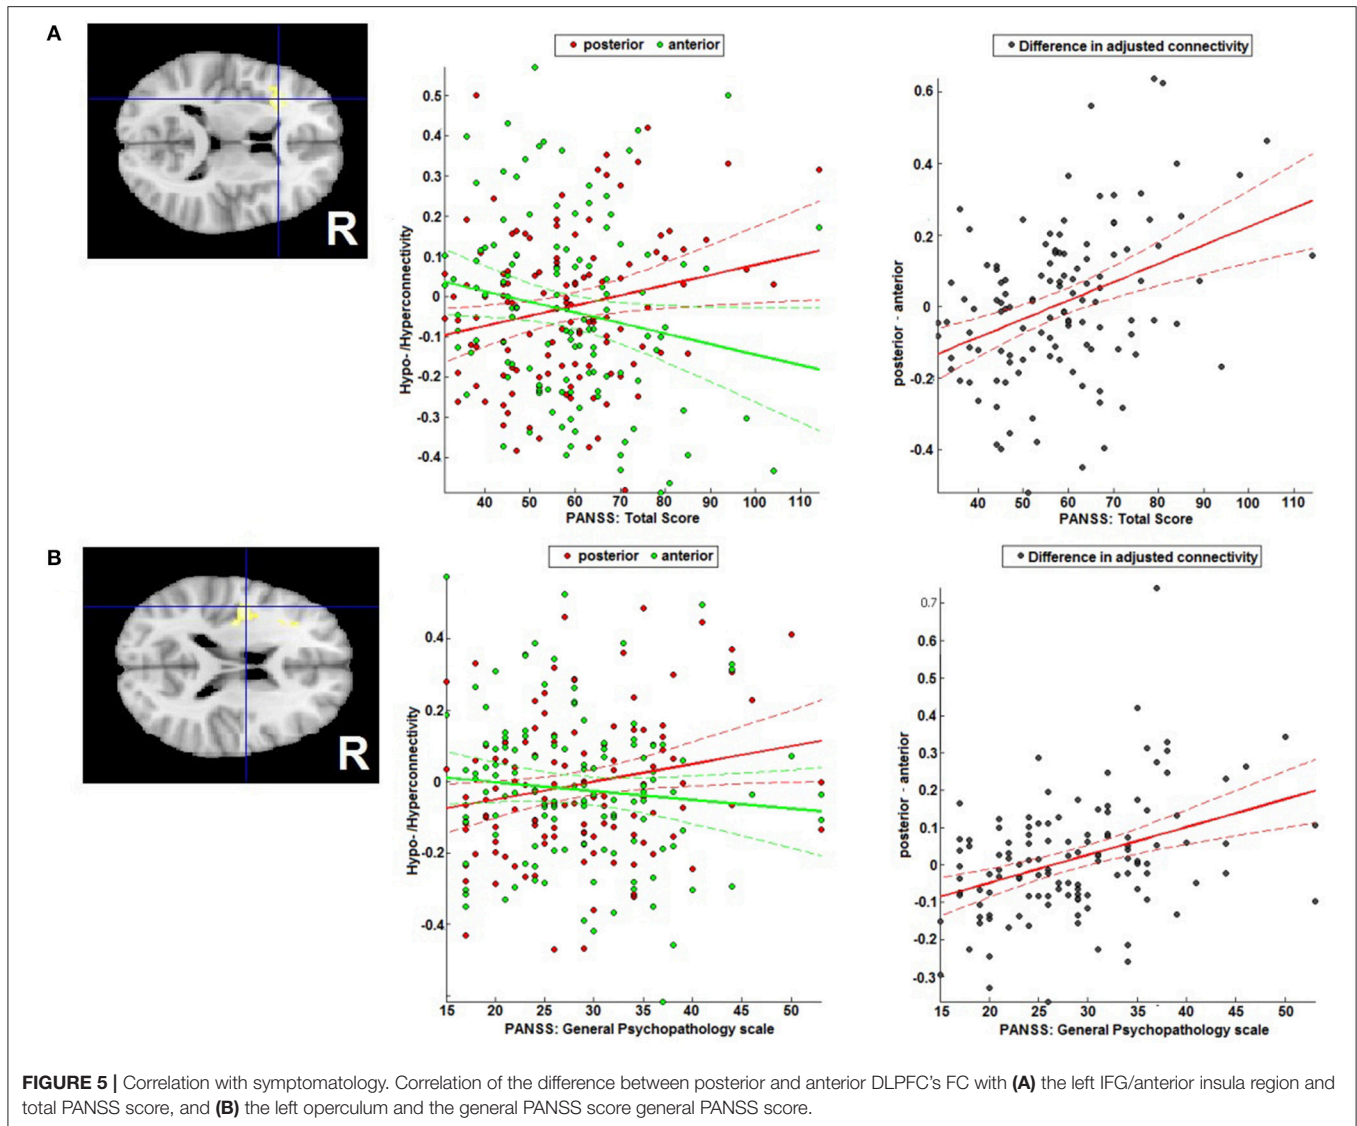 A
R
posterior anterior
Hypo- /Hyperconnectivity
0.5
0.4
0.3
0.2
0.1
0
-0.1
-0.2
-0.3
-0.4
40 50 60 70 80 90 100 110
PANSS: Total Score
Difference in adjusted connectivity
posterior - anterior
0.6
0.4
0.2
0
-0.2
-0.4
40 50 60 70 80 90 100 110
PANSS: Total Score
B
R
posterior anterior
Hypo- /Hyperconnectivity
0.4
0.2
0
-0.2
-0.4
15 20 25 30 35 40 45 50
PANSS: General Psychopathology scale
Difference in adjusted connectivity
posterior - anterior
0.7
0.5
0.4
0.3
0.2
0.1
0
-0.1
-0.2
-0.3
15 20 25 30 35 40 45 50
PANSS: General Psychopathology scale
FIGURE 5 | Correlation with symptomatology. Correlation of the difference between posterior and anterior DLPFC's FC with (A) the left IFG/anterior insula region and
total PANSS score, and (B) the left operculum and the general PANSS score general PANSS score.